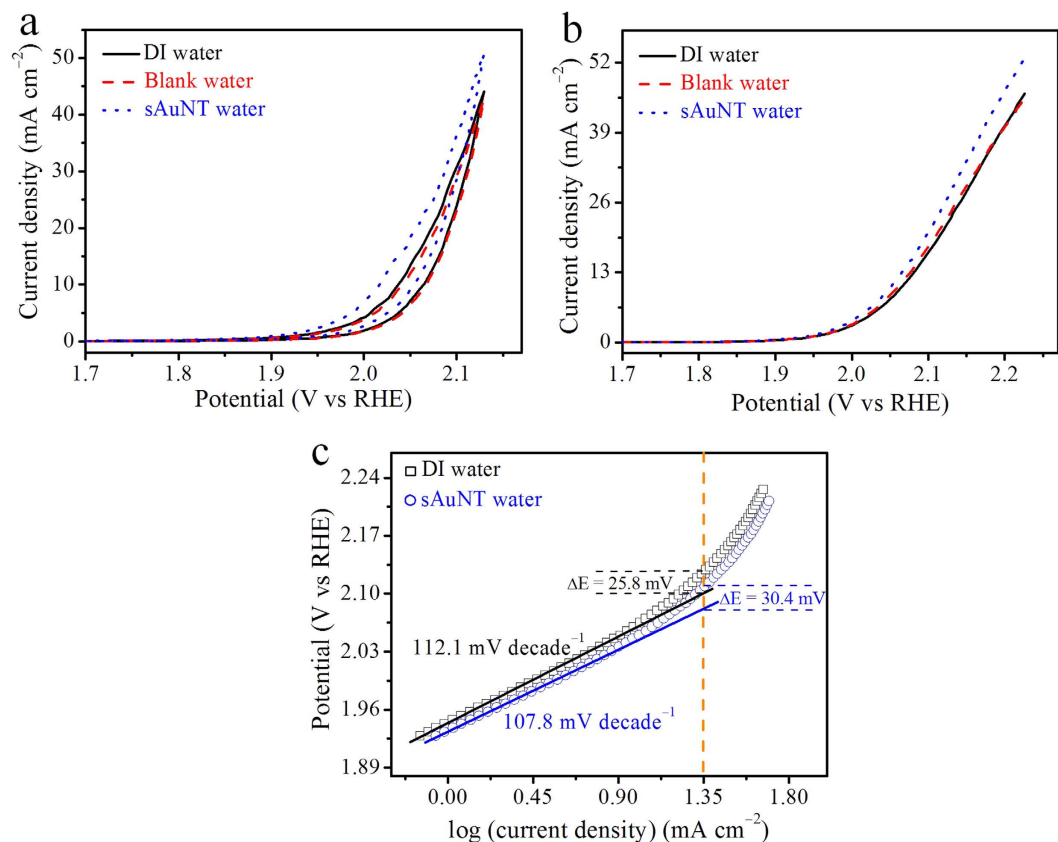 a
50
40
30
20
10
0
Current density (mA cm⁻²)
DI water
Blank water
sAuNT water
1.7
1.8
1.9
2.0
2.1
Potential (V vs RHE)
b
52
39
26
13
0
Current density (mA cm⁻²)
DI water
Blank water
sAuNT water
1.7
1.8
1.9
2.0
2.1
2.2
Potential (V vs RHE)
c
2.24
2.17
2.10
2.03
1.96
1.89
Potential (V vs RHE)
DI water
sAuNT water
ΔE = 25.8 mV
ΔE = 30.4 mV
112.1 mV decade⁻¹
107.8 mV decade⁻¹
0.00
0.45
0.90
1.35
1.80
log (current density) (mA cm⁻²)